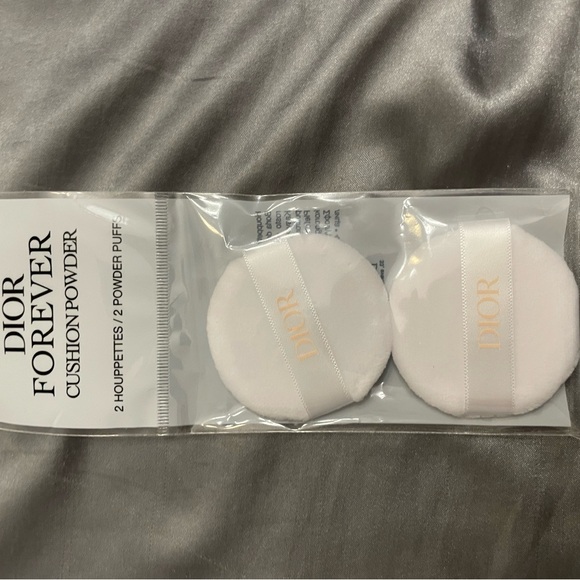 DIOR
FOREVER
CUSHION POWDER
2 HOUPPETTES / 2 POWDER PUFFS
DIOR
DIOR